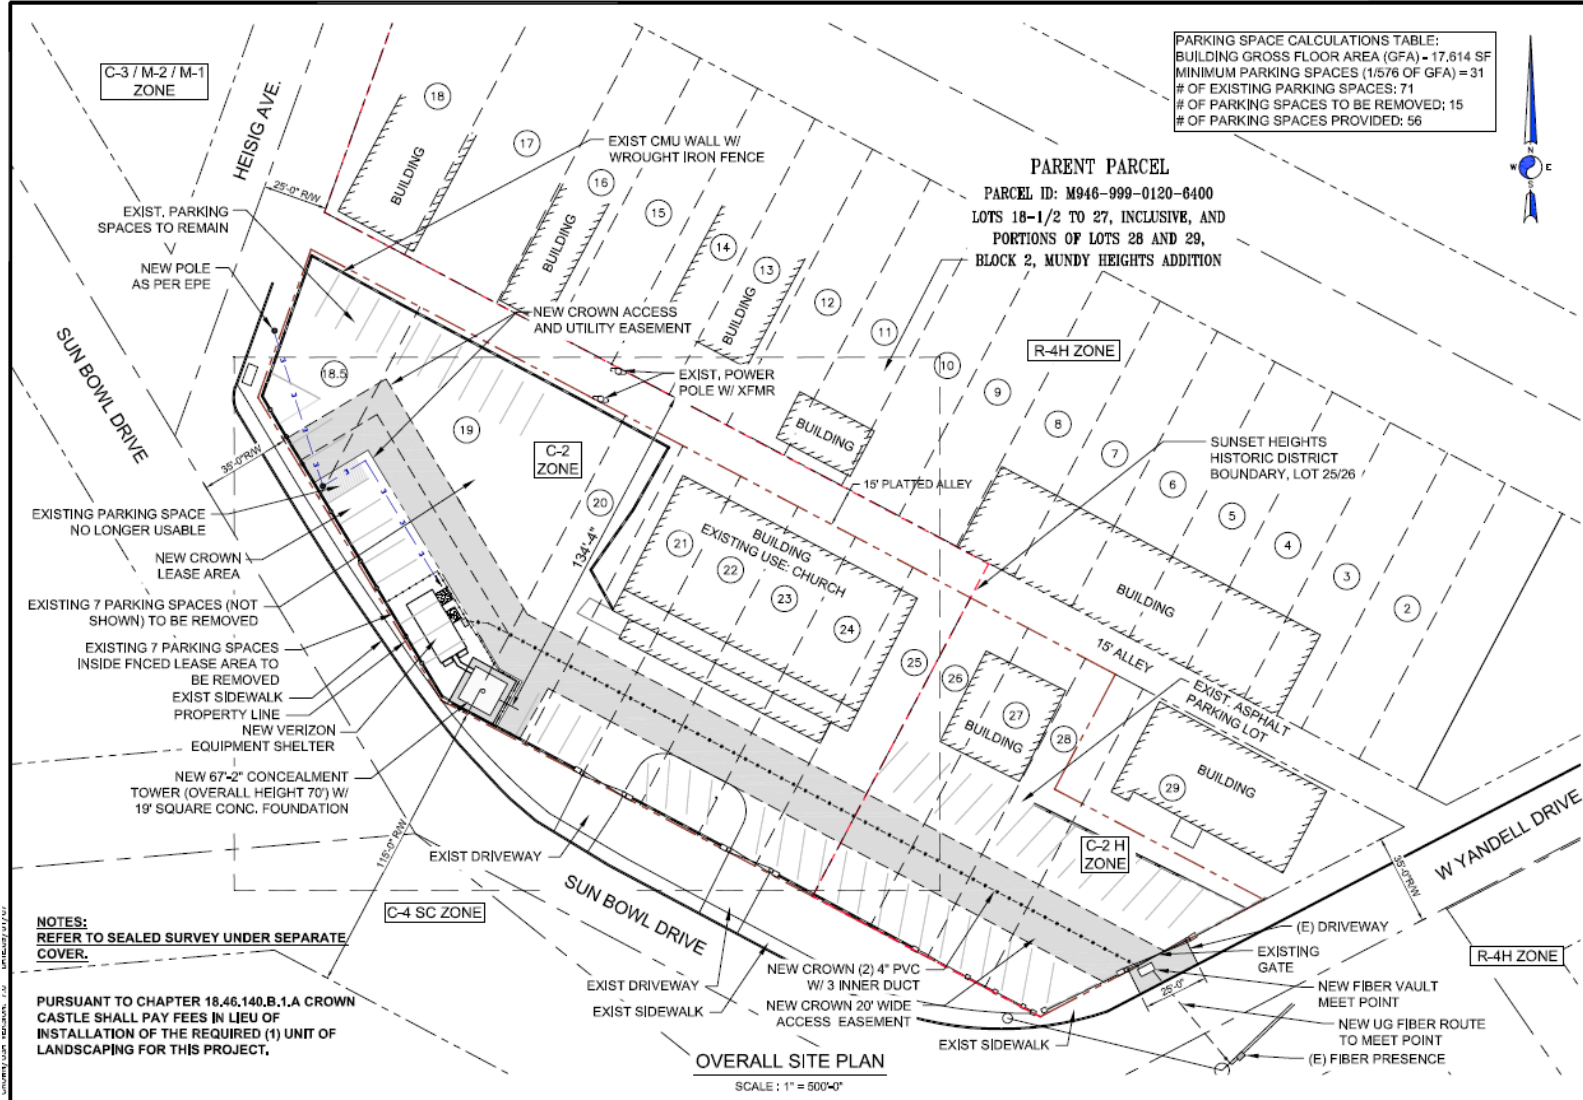 PARKING SPACE CALCULATIONS TABLE:
BUILDING GROSS FLOOR AREA (GFA) - 17,614 SF
MINIMUM PARKING SPACES (1/576 OF GFA) = 31
# OF EXISTING PARKING SPACES: 71
# OF PARKING SPACES TO BE REMOVED; 15
# OF PARKING SPACES PROVIDED: 56
N
W E
S
C-3 / M-2 / M-1
ZONE
HEISIG AVE.
25'-0" R/W
18
BUILDING
17
EXIST CMU WALL W/
WROUGHT IRON FENCE
16
BUILDING
15
14
13
BUILDING
12
11
10
9
8
7
6
5
4
3
2
PARENT PARCEL
PARCEL ID: M946-999-0120-6400
LOTS 18-1/2 TO 27, INCLUSIVE, AND
PORTIONS OF LOTS 28 AND 29,
BLOCK 2, MUNDY HEIGHTS ADDITION
EXIST. PARKING
SPACES TO REMAIN
NEW POLE
AS PER EPE
NEW CROWN ACCESS
AND UTILITY EASEMENT
EXIST, POWER
POLE W/ XFMR
R-4H ZONE
SUN BOWL DRIVE
18.5
19
C-2
ZONE
20
134'-4"
BUILDING
15' PLATTED ALLEY
SUNSET HEIGHTS
HISTORIC DISTRICT
BOUNDARY, LOT 25/26
35'-0"R/W
3
3
3
3
3
3
EXISTING PARKING SPACE
NO LONGER USABLE
NEW CROWN
LEASE AREA
EXISTING 7 PARKING SPACES (NOT
SHOWN) TO BE REMOVED
EXISTING 7 PARKING SPACES
INSIDE FNCED LEASE AREA TO
BE REMOVED
EXIST SIDEWALK
PROPERTY LINE
NEW VERIZON
EQUIPMENT SHELTER
NEW 67'-2" CONCEALMENT
TOWER (OVERALL HEIGHT 70') W/
19' SQUARE CONC. FOUNDATION
BUILDING
EXISTING USE: CHURCH
21
22
23
24
25
26
27
BUILDING
28
BUILDING
15' ALLEY
EXIST. ASPHALT
PARKING LOT
BUILDING
29
C-2 H
ZONE
W YANDELL DRIVE
35'-0"R/W
115'-0" R/W
EXIST DRIVEWAY
C-4 SC ZONE
SUN BOWL DRIVE
EXIST DRIVEWAY
EXIST SIDEWALK
NEW CROWN (2) 4" PVC
W/ 3 INNER DUCT
NEW CROWN 20' WIDE
ACCESS EASEMENT
EXIST SIDEWALK
(E) DRIVEWAY
EXISTING
GATE
25'-0"
R-4H ZONE
NEW FIBER VAULT
MEET POINT
NEW UG FIBER ROUTE
TO MEET POINT
(E) FIBER PRESENCE
NOTES:
REFER TO SEALED SURVEY UNDER SEPARATE
COVER.
PURSUANT TO CHAPTER 18.46.140.B.1.A CROWN
CASTLE SHALL PAY FEES IN LIEU OF
INSTALLATION OF THE REQUIRED (1) UNIT OF
LANDSCAPING FOR THIS PROJECT.
OVERALL SITE PLAN
SCALE : 1" = 500'-0"